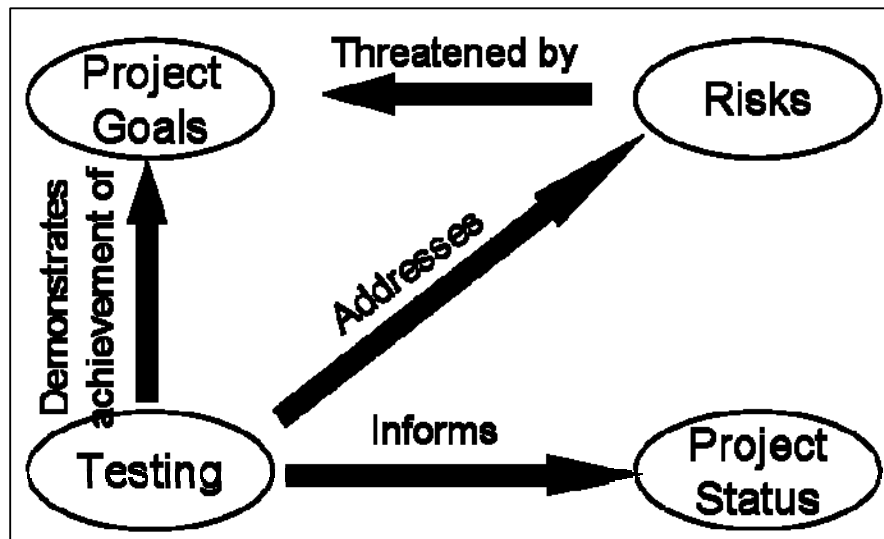 Project
Goals
Threatened by
Risks
Demonstrates
achievement of
Addresses
Testing
Informs
Project
Status